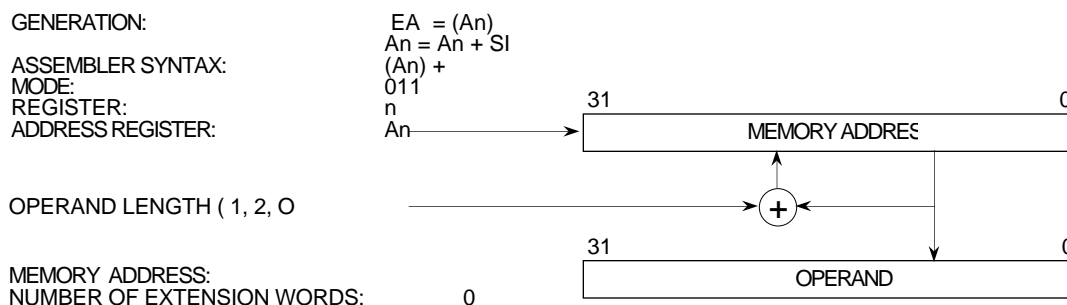 GENERATION: EA = (An)
An = An + SI
ASSEMBLER SYNTAX: (An) +
MODE: 011
REGISTER: n
31 0
ADDRESS REGISTER: An MEMORY ADDRES
OPERAND LENGTH ( 1, 2, O +
31 0
MEMORY ADDRESS: OPERAND
NUMBER OF EXTENSION WORDS: 0